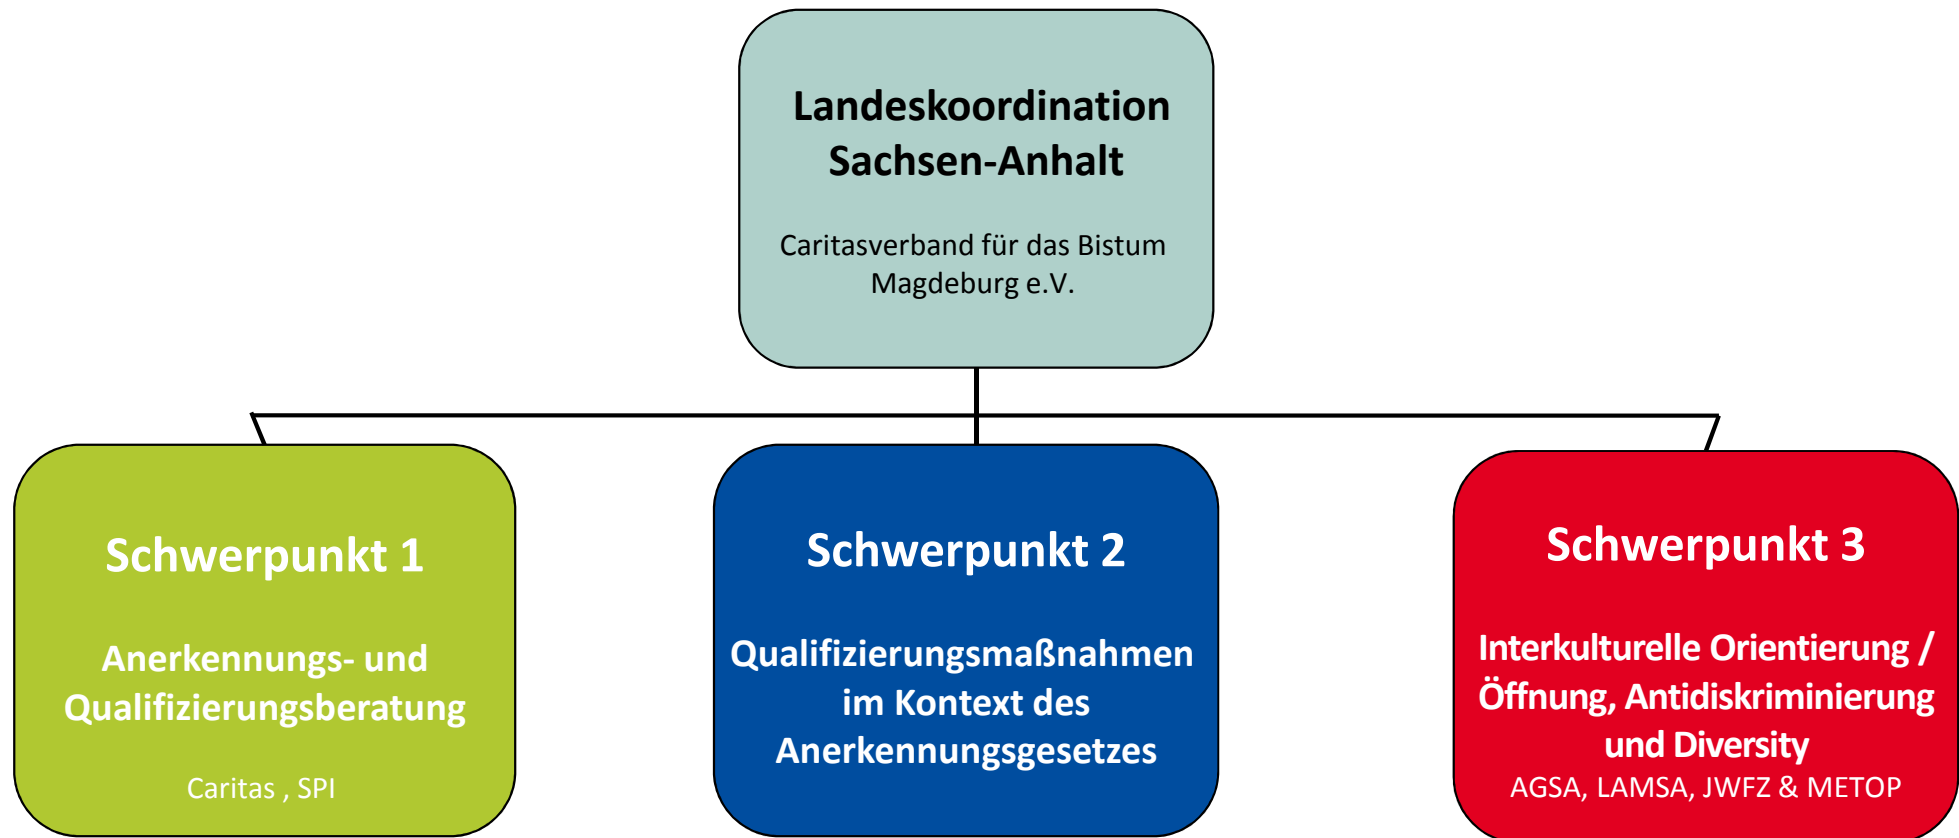 Landeskoordination
Sachsen-Anhalt
Caritasverband für das Bistum
Magdeburg e.V.
Schwerpunkt 1
Anerkennungs- und
Qualifizierungsberatung
Caritas , SPI
Schwerpunkt 2
Qualifizierungsmaßnahmen
im Kontext des
Anerkennungsgesetzes
Schwerpunkt 3
Interkulturelle Orientierung /
Öffnung, Antidiskriminierung
und Diversity
AGSA, LAMSA, JWFZ & METOP